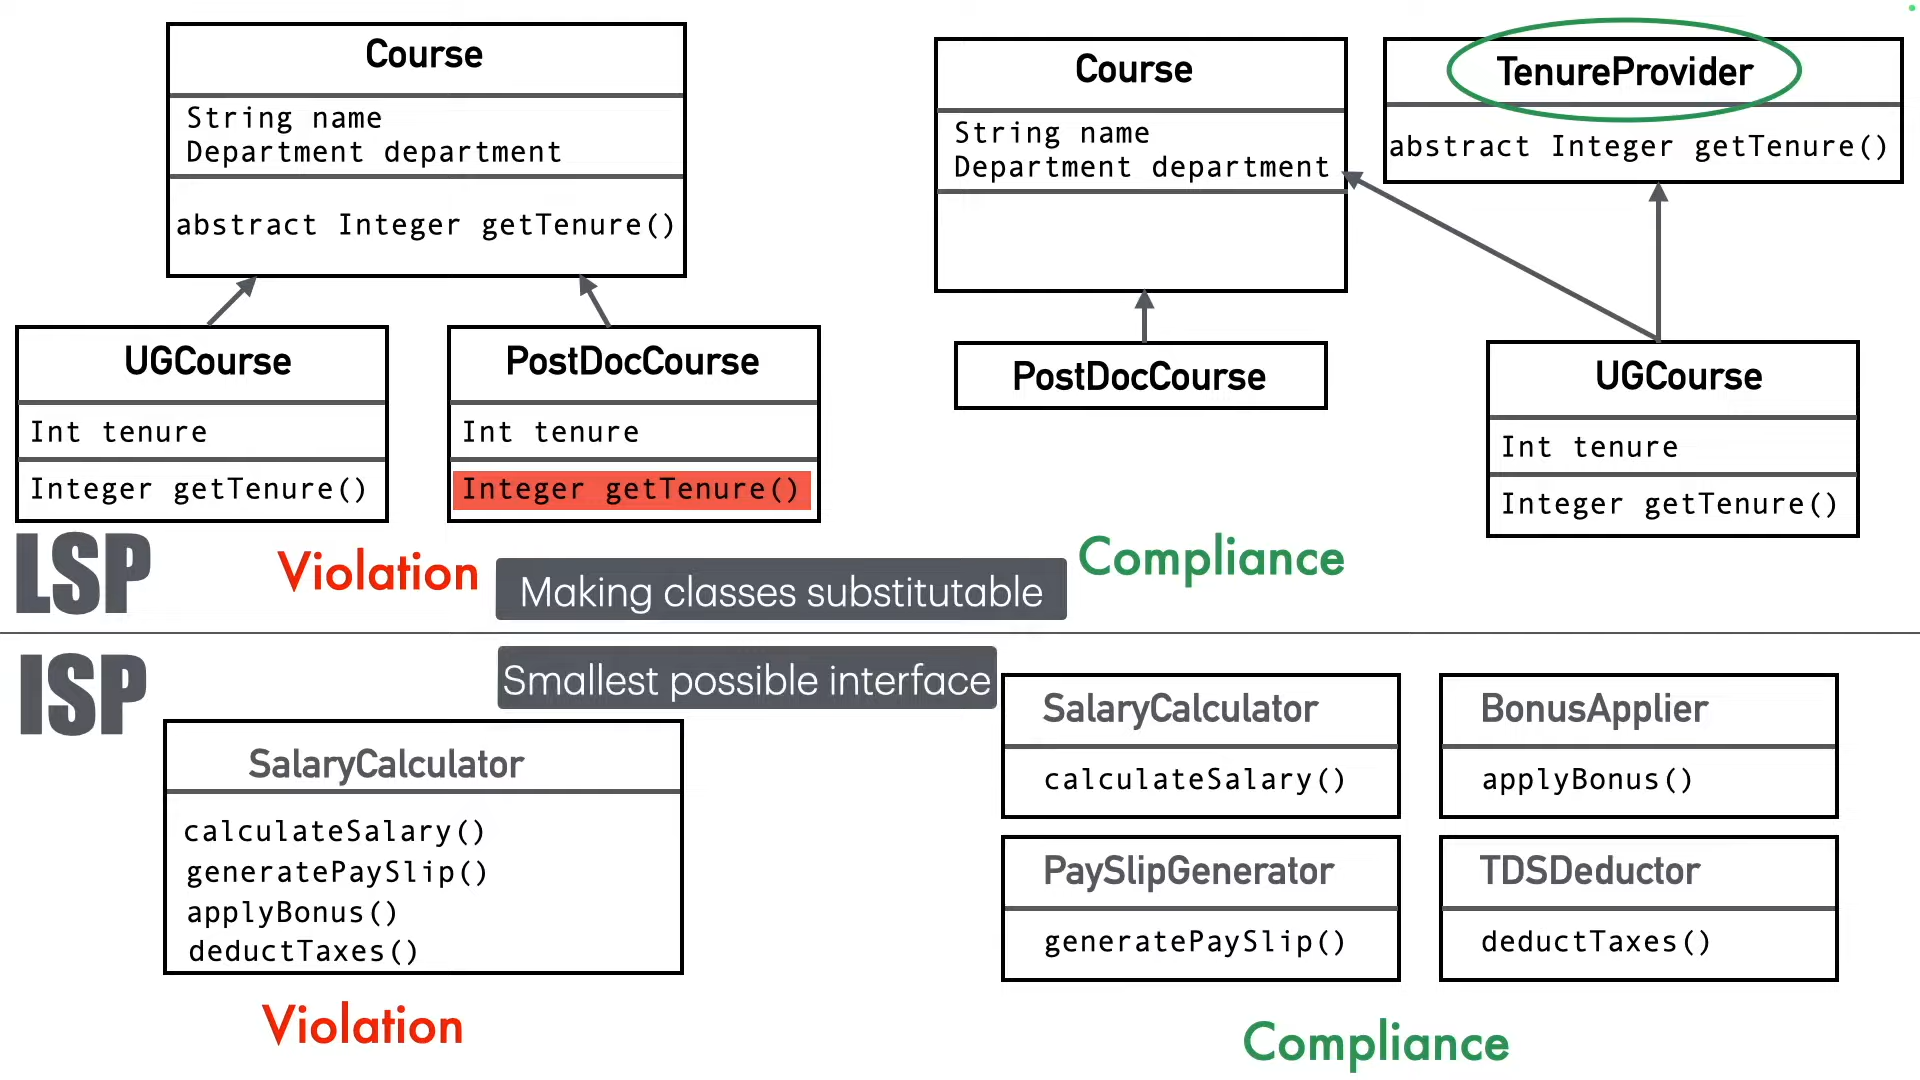 Course
String name
Department department
abstract Integer getTenure()
UGCourse
Int tenure
Integer getTenure()
PostDocCourse
Int tenure
Integer getTenure()
Course
String name
Department department
TenureProvider
abstract Integer getTenure()
PostDocCourse
UGCourse
Int tenure
Integer getTenure()
LSP
Violation
Making classes substitutable
Compliance
ISP
Smallest possible interface
SalaryCalculator
calculateSalary()
generatePaySlip()
applyBonus()
deductTaxes()
Violation
SalaryCalculator
calculateSalary()
BonusApplier
applyBonus()
PaySlipGenerator
generatePaySlip()
TDSDeductor
deductTaxes()
Compliance